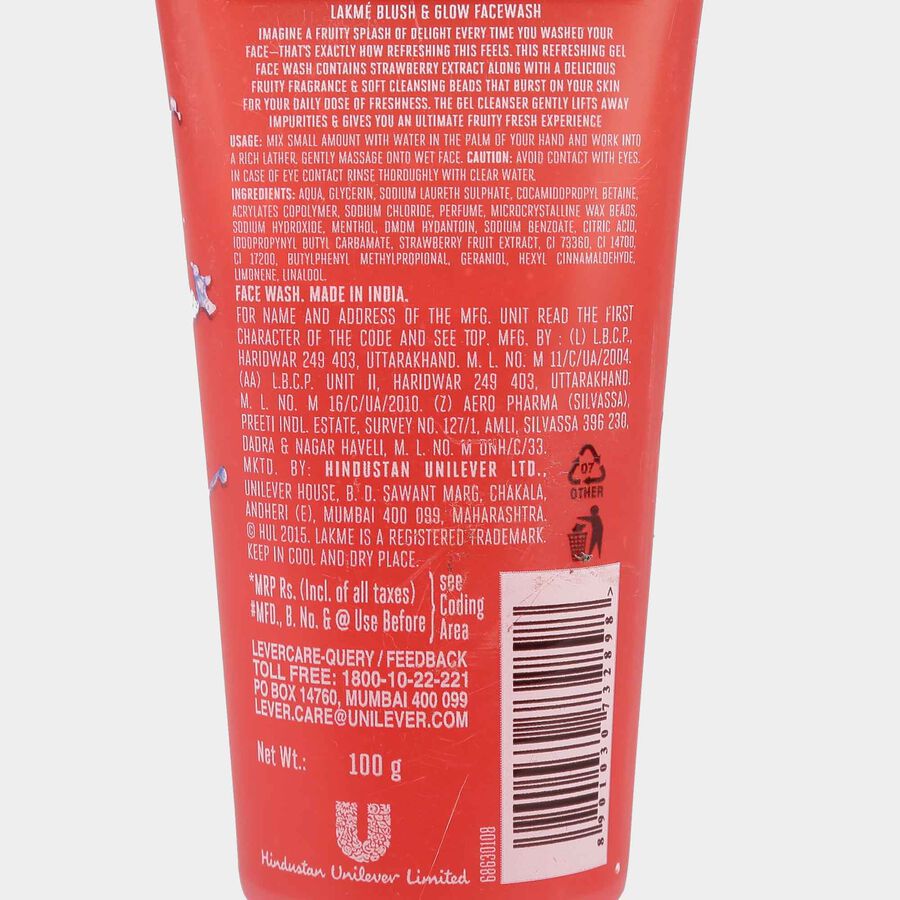 LAKMÉ BLUSH & GLOW FACEWASH
IMAGINE A FRUITY SPLASH OF DELIGHT EVERY TIME YOU WASHED YOUR
FACE—THAT'S EXACTLY HOW REFRESHING THIS FEELS. THIS REFRESHING GEL
FACE WASH CONTAINS STRAWBERRY EXTRACT ALONG WITH A DELICIOUS
FRUITY FRAGRANCE & SOFT CLEANSING BEADS THAT BURST ON YOUR SKIN
FOR YOUR DAILY DOSE OF FRESHNESS. THE GEL CLEANSER GENTLY LIFTS AWAY
IMPURITIES & GIVES YOU AN ULTIMATE FRUITY FRESH EXPERIENCE
USAGE: MIX SMALL AMOUNT WITH WATER IN THE PALM OF YOUR HAND AND WORK INTO
A RICH LATHER, GENTLY MASSAGE ONTO WET FACE. CAUTION: AVOID CONTACT WITH EYES.
IN CASE OF EYE CONTACT RINSE THOROUGHLY WITH CLEAR WATER.
INGREDIENTS: AQUA, GLYCERIN, SODIUM LAURETH SULPHATE, COCAMIDOPROPYL BETAINE,
ACRYLATES COPOLYMER, SODIUM CHLORIDE, PERFUME, MICROCRYSTALLINE WAX BEADS,
SODIUM HYDROXIDE, MENTHOL, DMDM HYDANTOIN, SODIUM BENZOATE, CITRIC ACID,
IODOPROPYNYL BUTYL CARBAMATE, STRAWBERRY FRUIT EXTRACT, CI 73360, CI 14700,
CI 17200, BUTYLPHENYL METHYLPROPIONAL, GERANIOL, HEXYL CINNAMALDEHYDE,
LIMONENE, LINALOOL.
FACE WASH. MADE IN INDIA.
FOR NAME AND ADDRESS OF THE MFG. UNIT READ THE FIRST
CHARACTER OF THE CODE AND SEE TOP. MFG. BY : (L) L.B.C.P.,
HARIDWAR 249 403, UTTARAKHAND. M. L. NO. M 11/C/UA/2004.
(AA) L.B.C.P. UNIT II, HARIDWAR 249 403, UTTARAKHAND.
M. L. NO. M 16/C/UA/2010. (Z) AERO PHARMA (SILVASSA),
PREETI INDL. ESTATE, SURVEY NO. 127/1, AMLI, SILVASSA 396 230,
DADRA & NAGAR HAVELI, M. L. NO. M DNH/C/33.
MKTD. BY: HINDUSTAN UNILEVER LTD.,
UNILEVER HOUSE, B. D. SAWANT MARG, CHAKALA,
ANDHERI (E), MUMBAI 400 099, MAHARASHTRA.
© HUL 2015. LAKME IS A REGISTERED TRADEMARK.
KEEP IN COOL AND DRY PLACE.
07
OTHER
*MRP Rs. (Incl. of all taxes)
#MFD., B. No. & @ Use Before
see
Coding
Area
LEVERCARE-QUERY / FEEDBACK
TOLL FREE: 1800-10-22-221
PO BOX 14760, MUMBAI 400 099
LEVER.CARE@UNILEVER.COM
Net Wt.: 100 g
Hindustan Unilever Limited
68630108
8 901030 732898 >